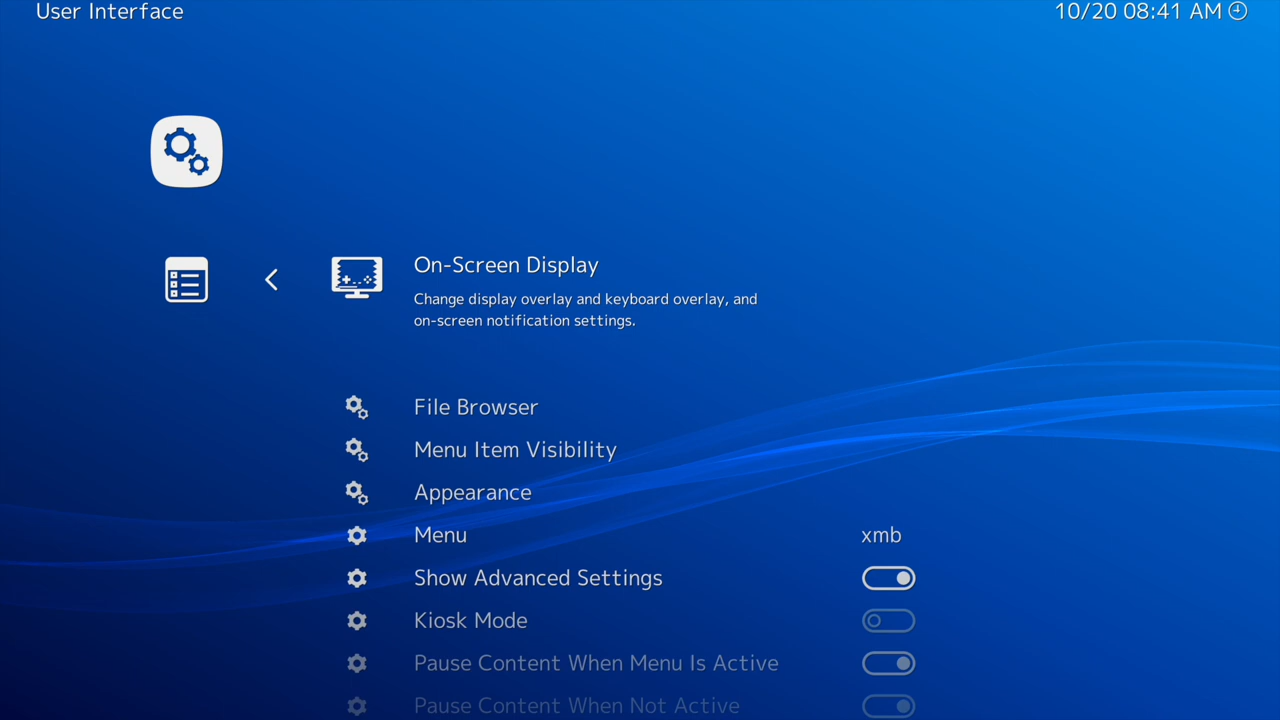 User Interface
10/20 08:41 AM
On-Screen Display
Change display overlay and keyboard overlay, and
on-screen notification settings.
File Browser
Menu Item Visibility
Appearance
Menu xmb
Show Advanced Settings
Kiosk Mode
Pause Content When Menu Is Active
Pause Content When Not Active